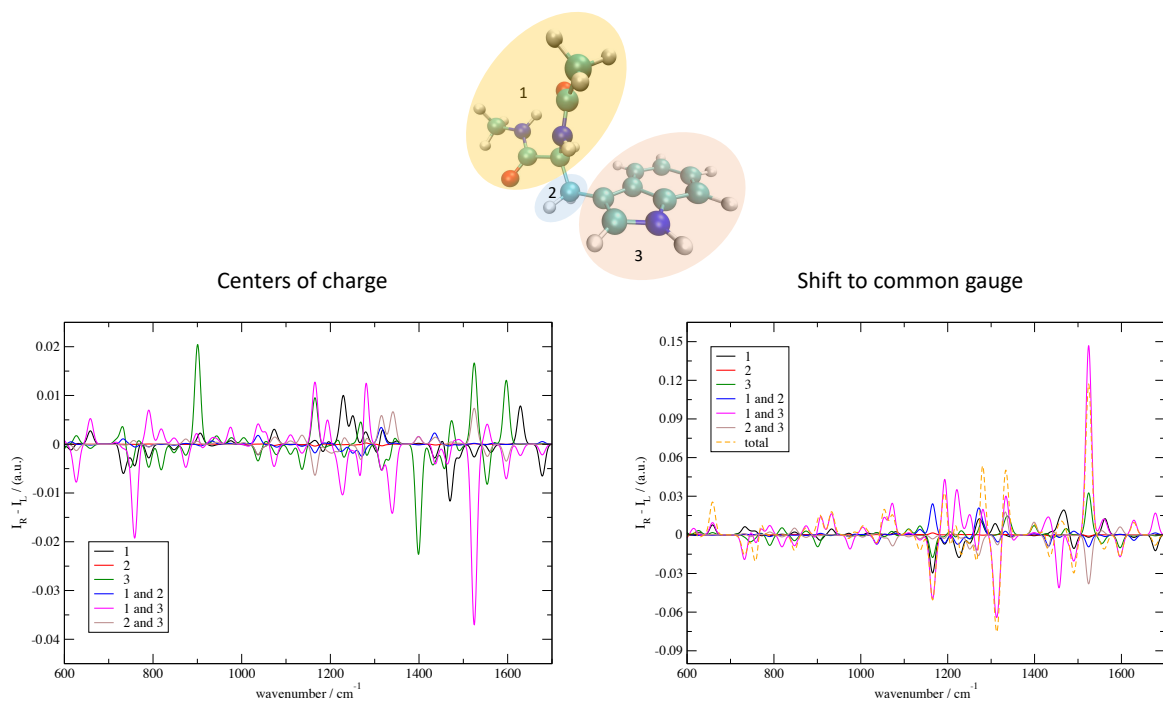 1
2
3
Centers of charge
Shift to common gauge
0.02
0.01
0
-0.01
-0.02
-0.03
-0.04
1
2
3
1 and 2
1 and 3
2 and 3
600 800 1000 1200 1400 1600
wavenumber / cm-1
I_R - I_L / (a.u.)
0.15
0.12
0.09
0.06
0.03
0
-0.03
-0.06
-0.09
1
2
3
1 and 2
1 and 3
2 and 3
total
600 800 1000 1200 1400 1600
wavenumber / cm-1
I_R - I_L / (a.u.)